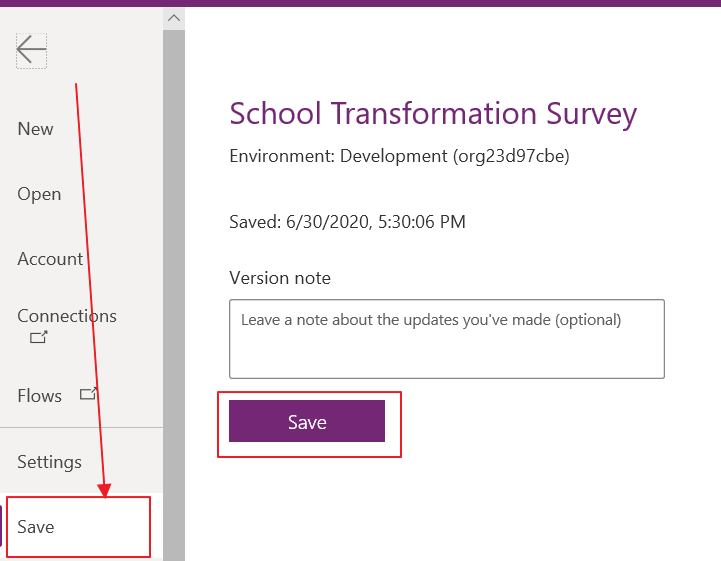 New
Open
Account
Connections
Flows
Settings
Save
School Transformation Survey
Environment: Development (org23d97cbe)
Saved: 6/30/2020, 5:30:06 PM
Version note
Leave a note about the updates you've made (optional)
Save